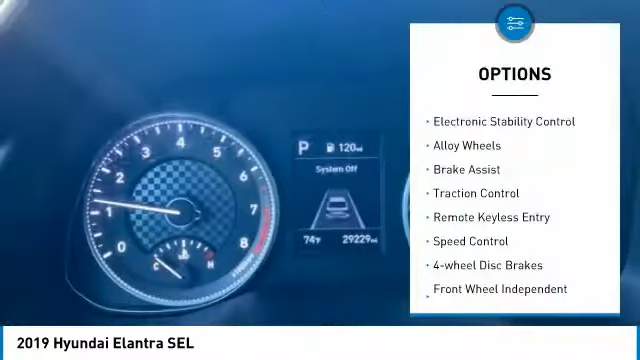 OPTIONS
Electronic Stability Control
Alloy Wheels
Brake Assist
Traction Control
Remote Keyless Entry
Speed Control
4-wheel Disc Brakes
Front Wheel Independent
P 120mi
System Off
74°F 29229mi
0
1
2
3
4
5
6
7
8
C H
2019 Hyundai Elantra SEL